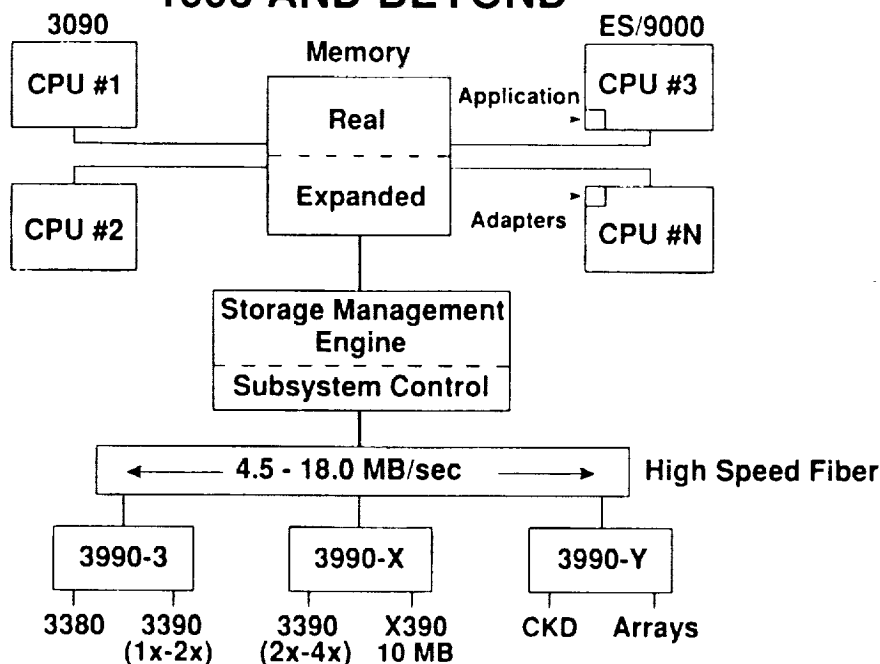 AND BEYOND
3090
ES/9000
CPU #1
Memory
CPU #3
Application
Real
Expanded
Adapters
CPU #2
CPU #N
Storage Management
Engine
Subsystem Control
4.5 - 18.0 MB/sec
High Speed Fiber
3990-3
3990-X
3990-Y
3380
3390
(1x-2x)
3390
(2x-4x)
X390
10 MB
CKD
Arrays